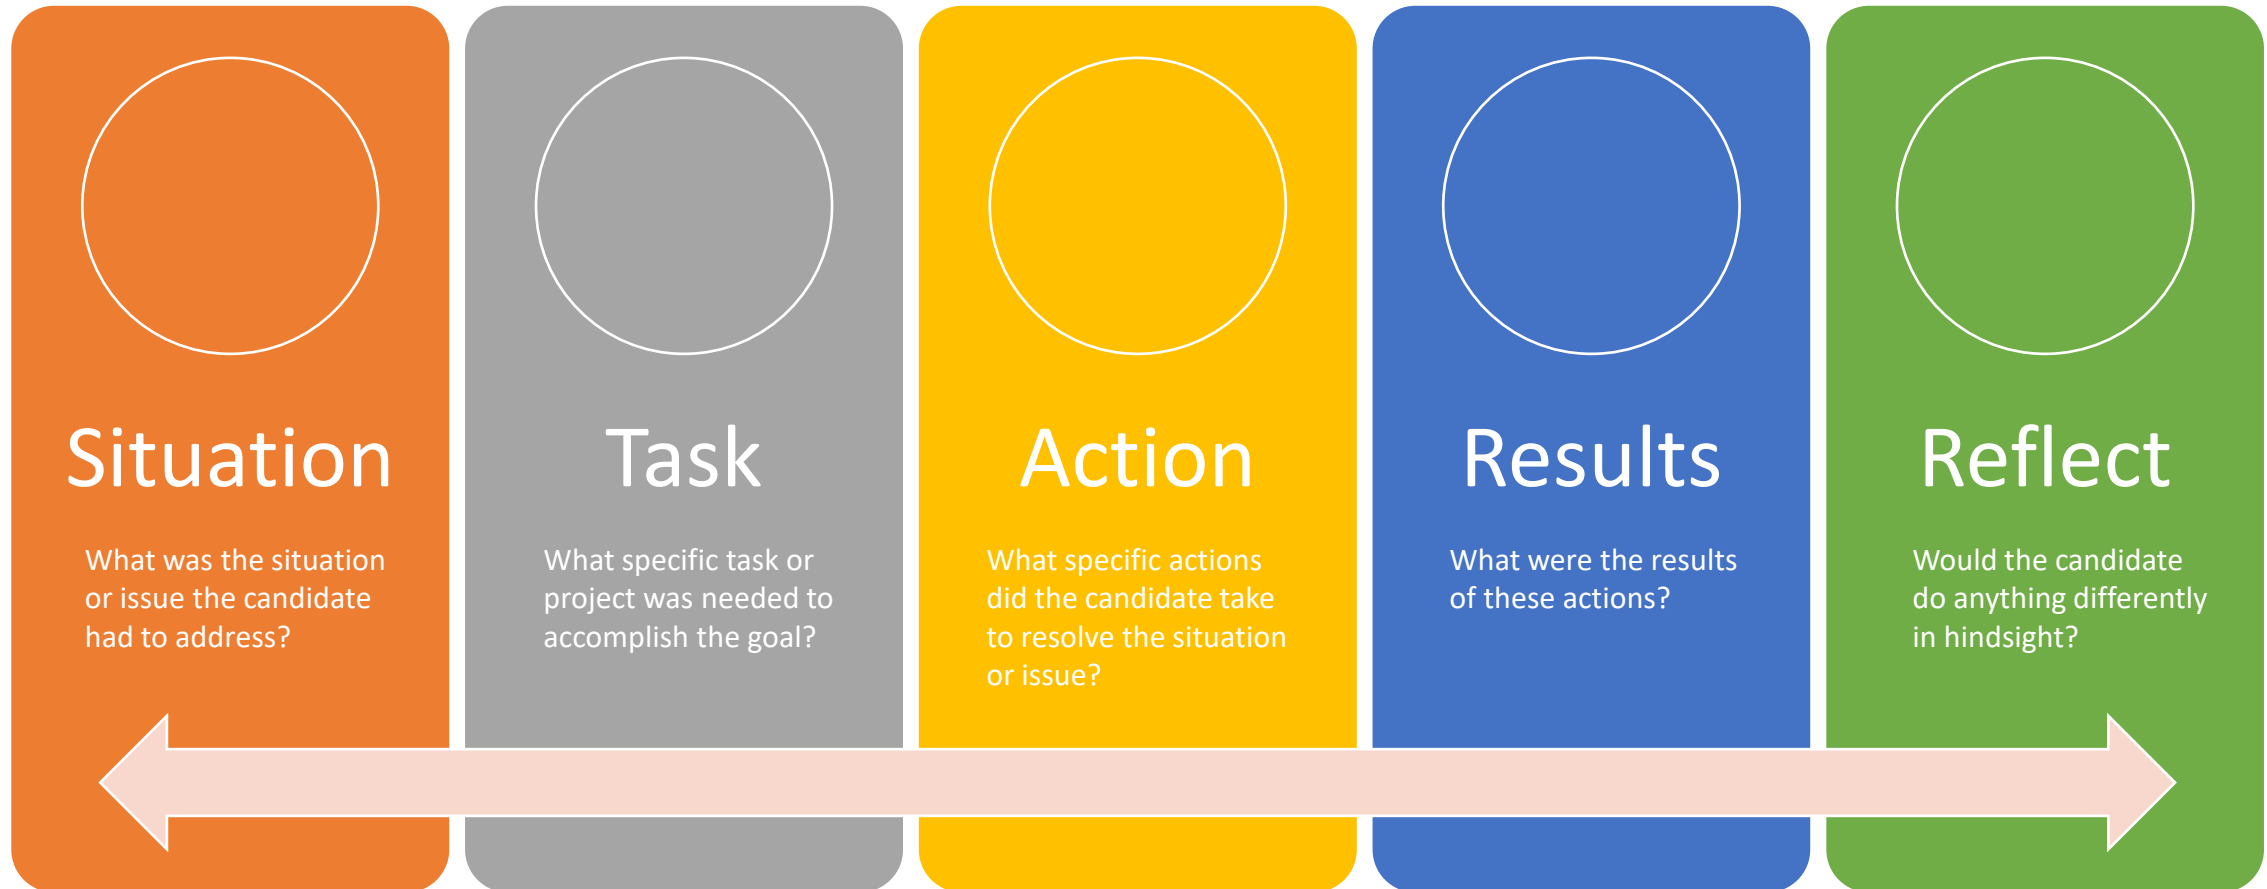 Situation
What was the situation
or issue the candidate
had to address?
Task
What specific task or
project was needed to
accomplish the goal?
Action
What specific actions
did the candidate take
to resolve the situation
or issue?
Results
What were the results
of these actions?
Reflect
Would the candidate
do anything differently
in hindsight?